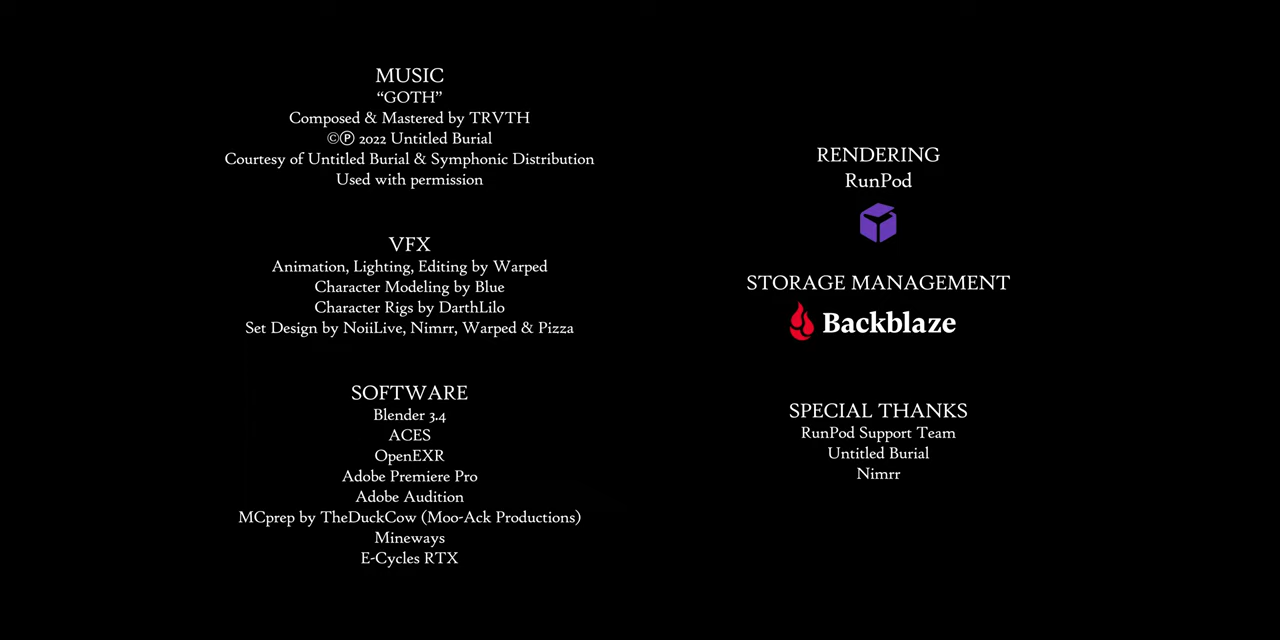 MUSIC
“GOTH”
Composed & Mastered by TRVTH
©Ⓟ 2022 Untitled Burial
Courtesy of Untitled Burial & Symphonic Distribution
Used with permission
VFX
Animation, Lighting, Editing by Warped
Character Modeling by Blue
Character Rigs by DarthLilo
Set Design by NoiiLive, Nimrr, Warped & Pizza
SOFTWARE
Blender 3.4
ACES
OpenEXR
Adobe Premiere Pro
Adobe Audition
MCprep by TheDuckCow (Moo-Ack Productions)
Mineways
E-Cycles RTX
RENDERING
RunPod
STORAGE MANAGEMENT
Backblaze
SPECIAL THANKS
RunPod Support Team
Untitled Burial
Nimrr